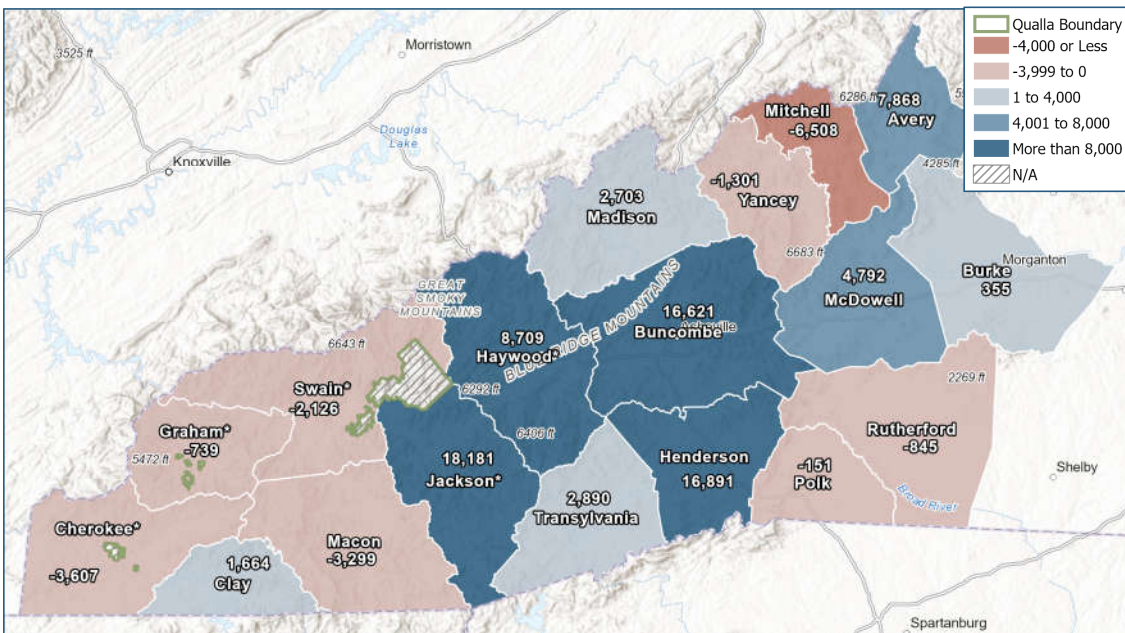 Qualla Boundary
-4,000 or Less
-3,999 to 0
1 to 4,000
4,001 to 8,000
More than 8,000
N/A
3525 ft
Morristown
Douglas
Lake
Knoxville
6286 ft
7,868
Avery
Mitchell
-6,508
4285 ft
-1,301
Yancey
2,703
Madison
6683 ft
4,792
McDowell
Morganton
Burke
355
GREAT
SMOKY
MOUNTAINS
BLUE RIDGE MOUNTAINS
16,621
Asheville
Buncombe
8,709
Haywood*
6643 ft
6292 ft
Swain*
-2,126
2269 ft
Graham*
-739
5472 ft
6406 ft
Rutherford
-845
18,181
Jackson*
Henderson
16,891
-151
Polk
Shelby
2,890
Transylvania
Broad River
Cherokee*
-3,607
Macon
-3,299
1,664
Clay
Spartanburg